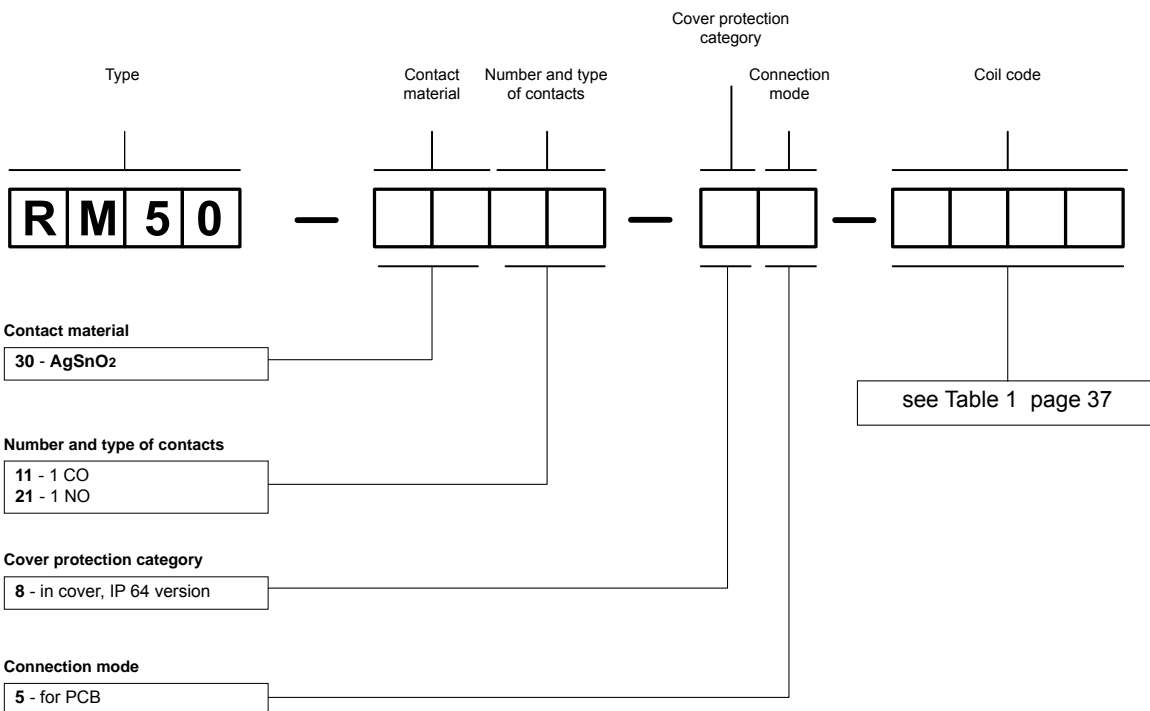 Cover protection
category
Type
Contact
material
Number and type
of contacts
Connection
mode
Coil code
RM50 — — —
Contact material
30 - AgSnO2
see Table 1 page 37
Number and type of contacts
11 - 1 CO
21 - 1 NO
Cover protection category
8 - in cover, IP 64 version
Connection mode
5 - for PCB